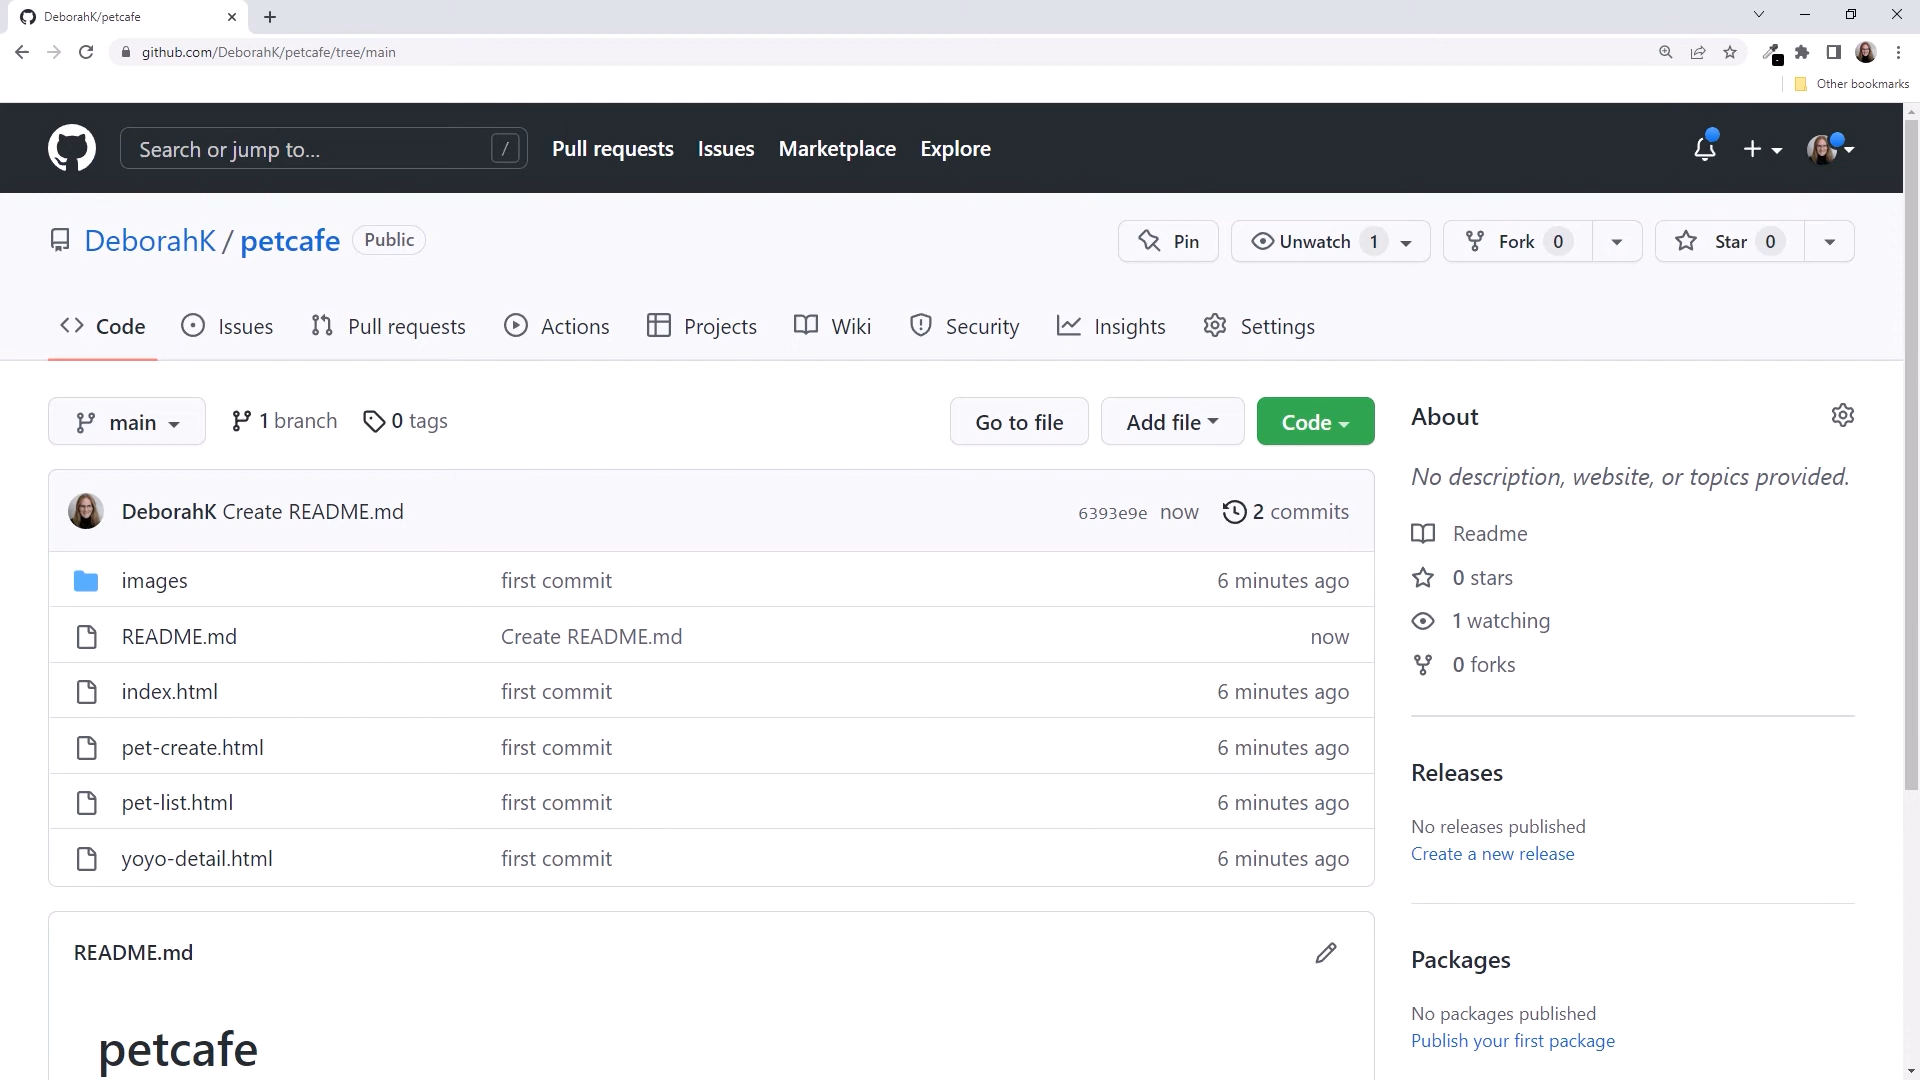 DeborahK/petcafe
github.com/DeborahK/petcafe/tree/main
Other bookmarks
Search or jump to... /
Pull requests Issues Marketplace Explore
DeborahK / petcafe Public
Pin Unwatch 1 Fork 0 Star 0
Code Issues Pull requests Actions Projects Wiki Security Insights Settings
main 1 branch 0 tags Go to file Add file Code
About
No description, website, or topics provided.
DeborahK Create README.md 6393e9e now 2 commits
Readme
images first commit 6 minutes ago
0 stars
README.md Create README.md now
1 watching
0 forks
index.html first commit 6 minutes ago
pet-create.html first commit 6 minutes ago
Releases
pet-list.html first commit 6 minutes ago
No releases published
Create a new release
yoyo-detail.html first commit 6 minutes ago
README.md
Packages
No packages published
Publish your first package
petcafe